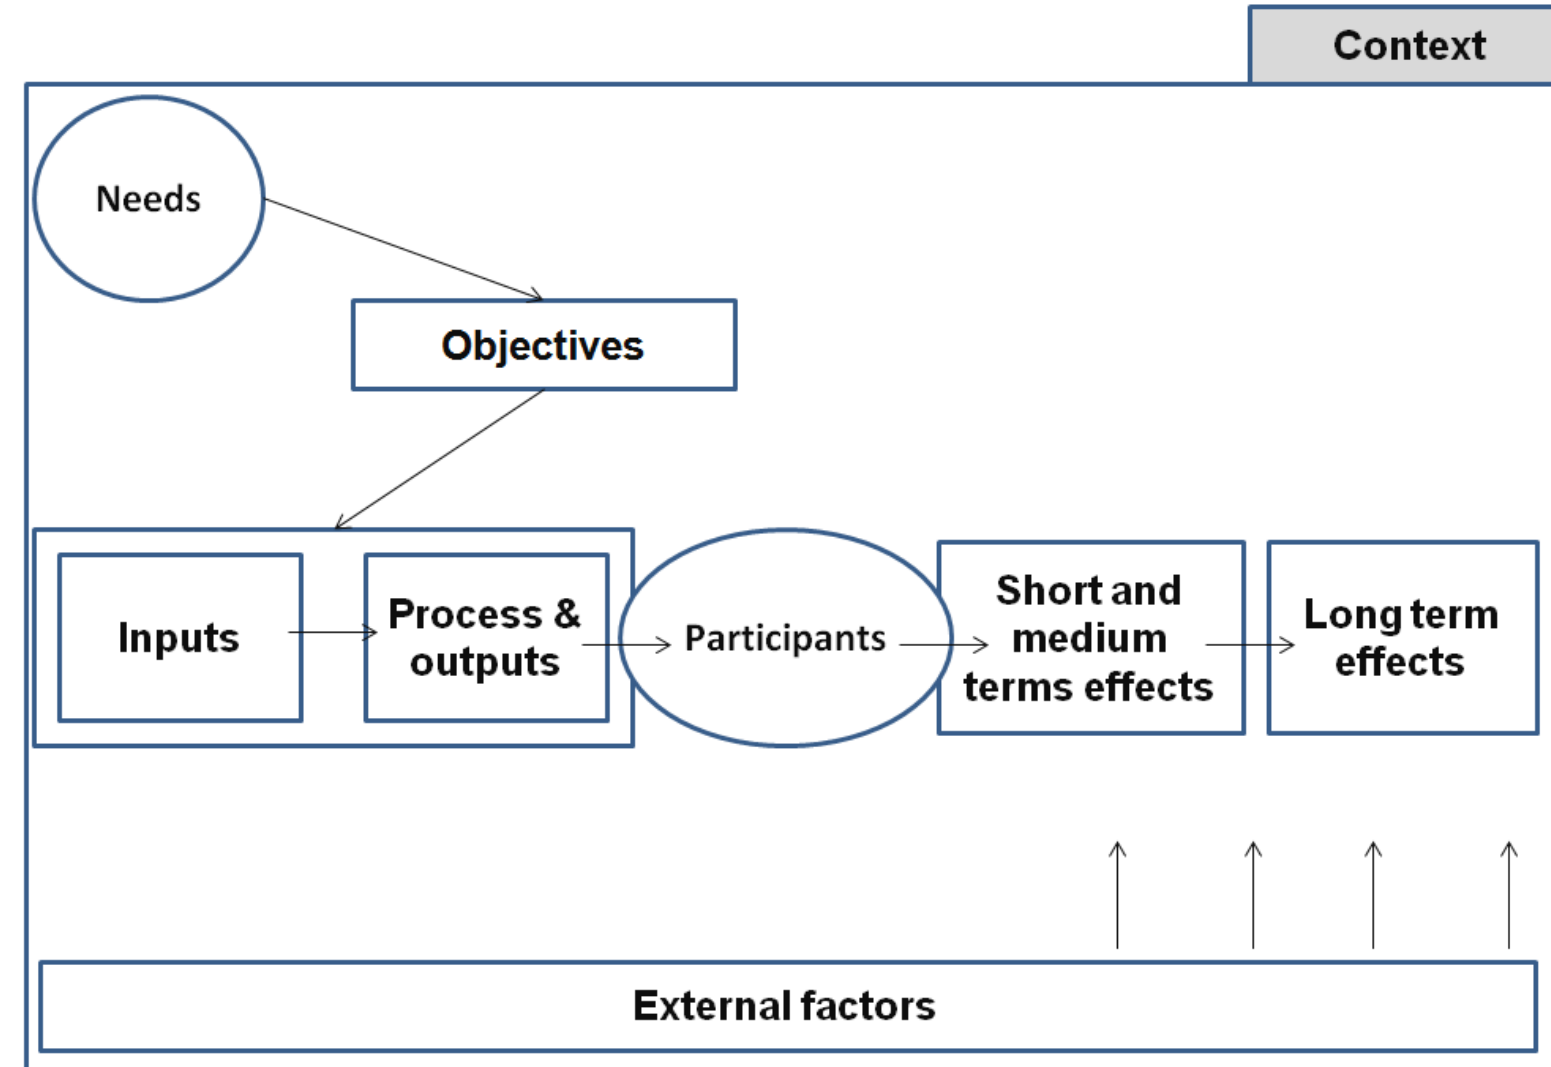 Context
Needs
Objectives
Inputs
Process &
outputs
Participants
Short and
medium
terms effects
Long term
effects
External factors